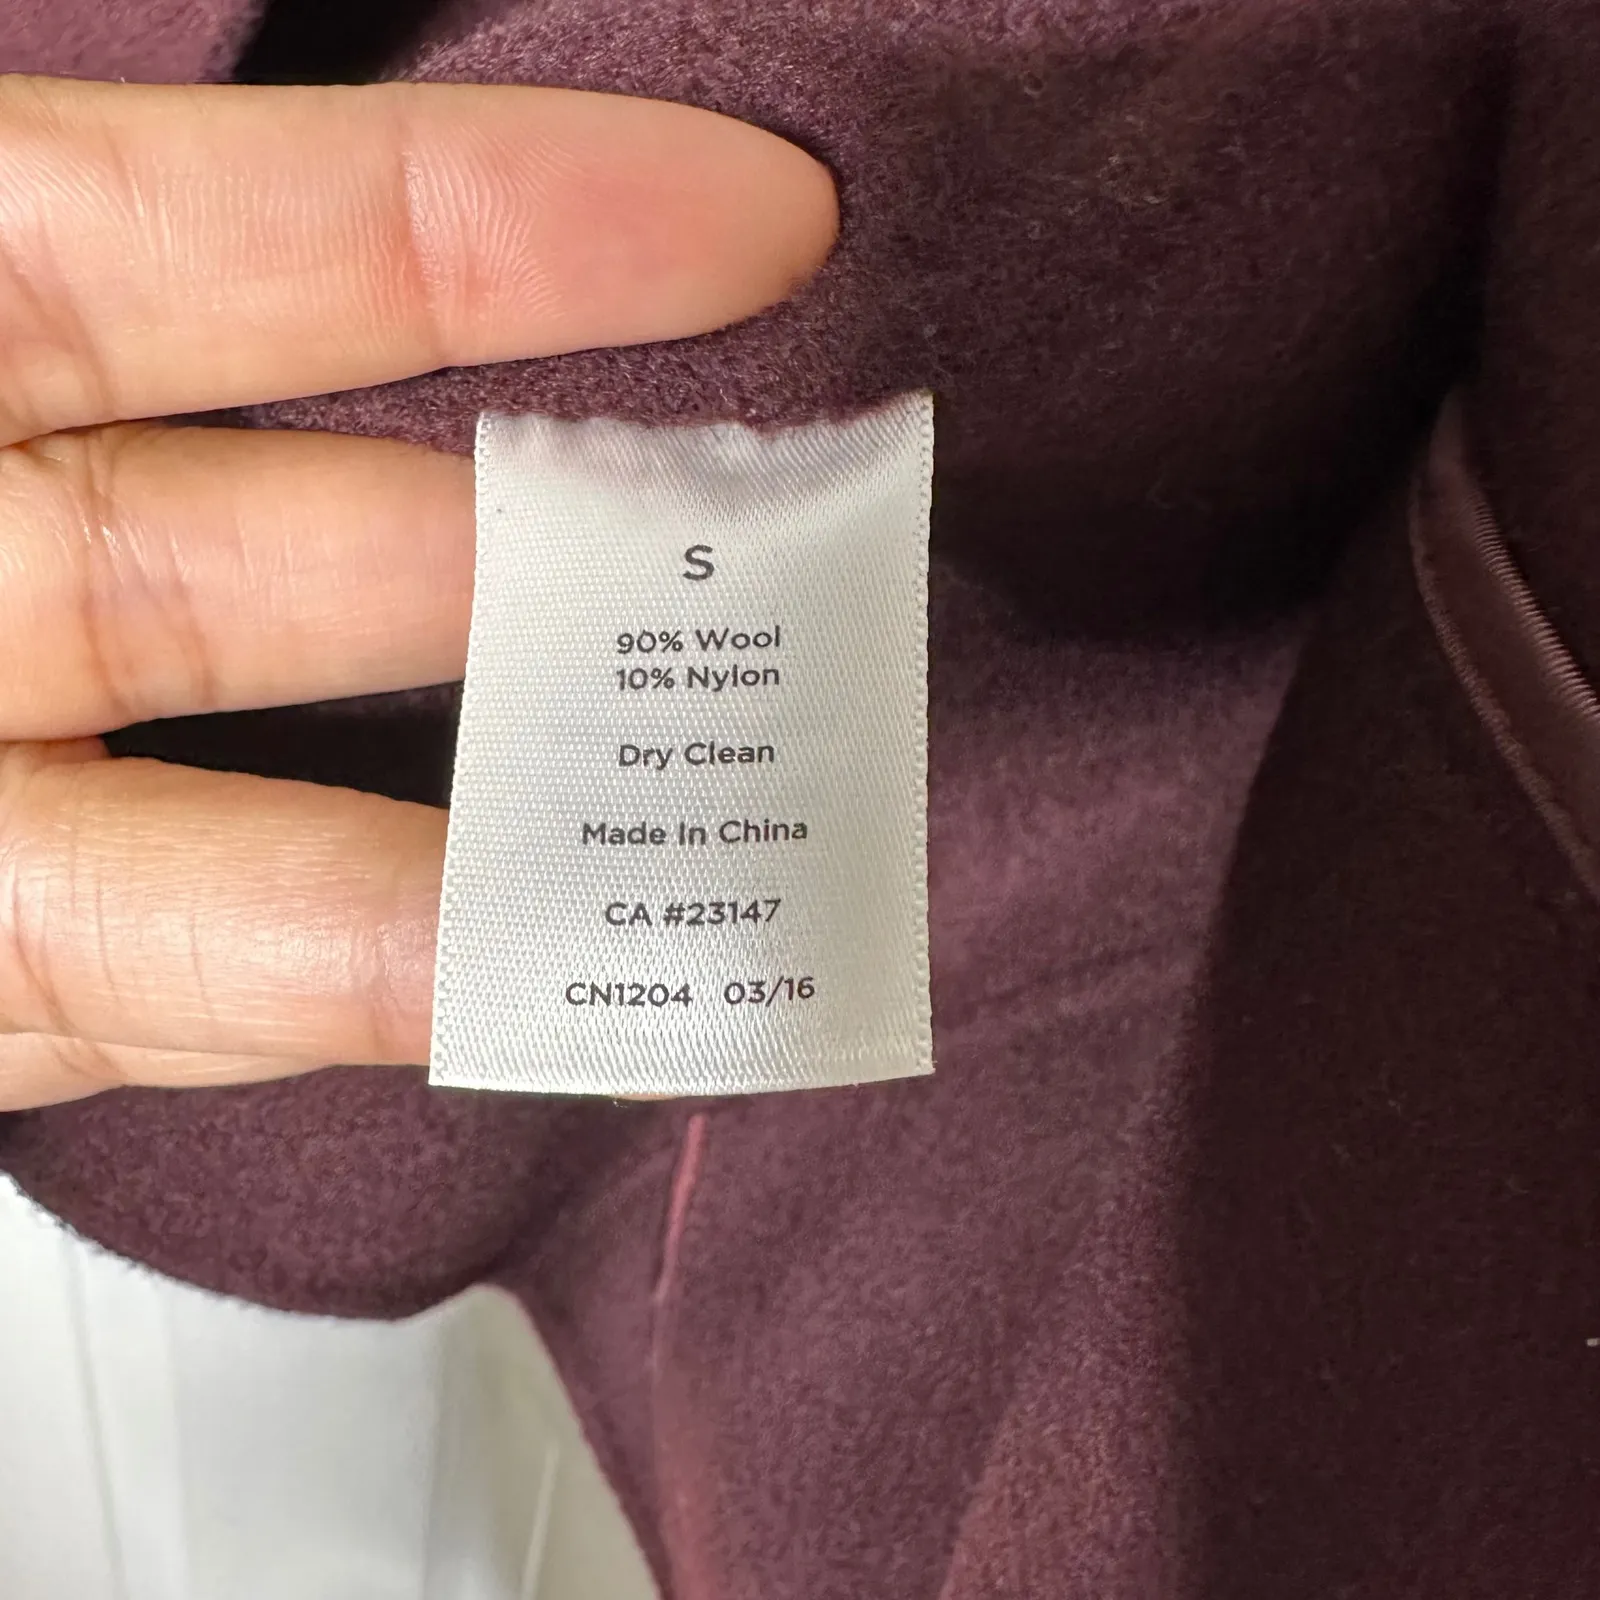 S
90% Wool
10% Nylon
Dry Clean
Made In China
CA #23147
CN1204 03/16